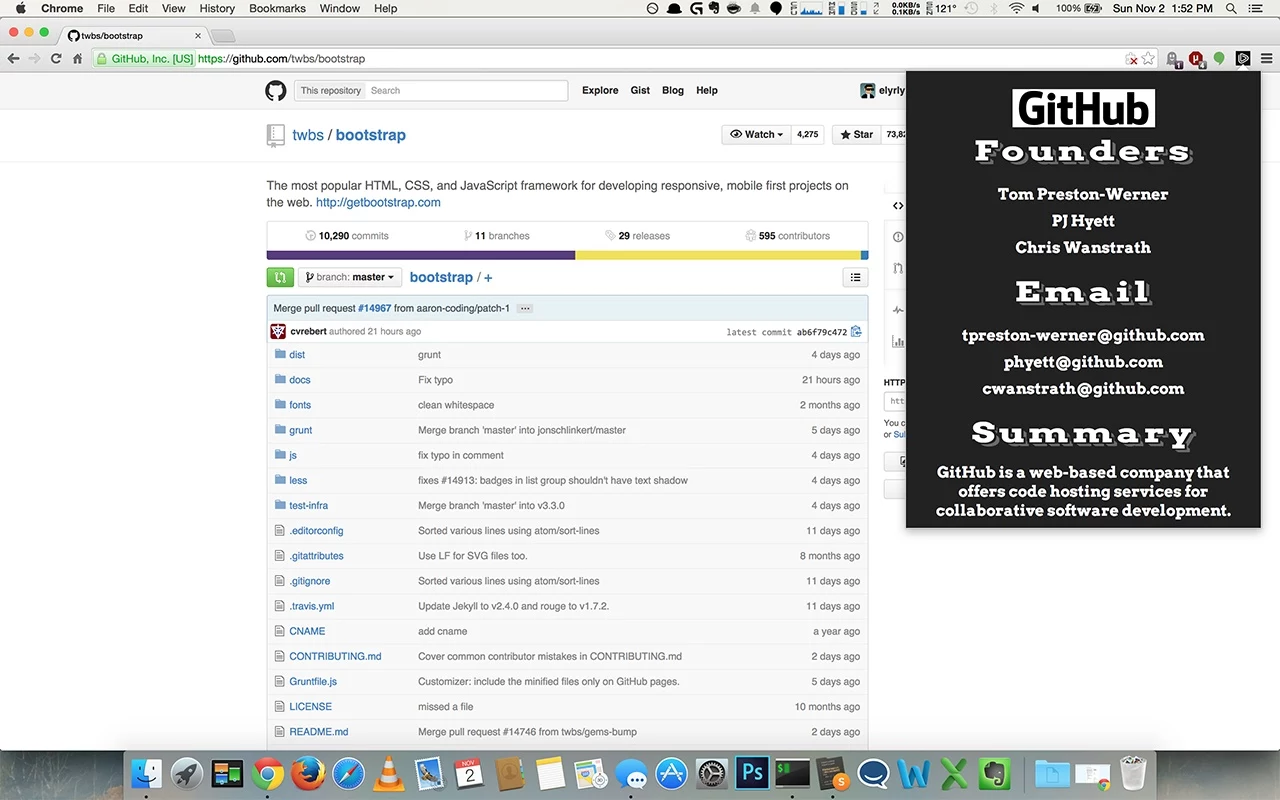 Chrome File Edit View History Bookmarks Window Help
0.0KB/s
0.1KB/s
121° 100% Sun Nov 2 1:52 PM
twbs/bootstrap
GitHub, Inc. [US] https://github.com/twbs/bootstrap
This repository Search Explore Gist Blog Help elyrly
twbs / bootstrap
Watch 4,275 Star 73,82
The most popular HTML, CSS, and JavaScript framework for developing responsive, mobile first projects on
the web. http://getbootstrap.com
10,290 commits 11 branches 29 releases 595 contributors
branch: master bootstrap / +
Merge pull request #14967 from aaron-coding/patch-1 ...
cvrebert authored 21 hours ago latest commit ab6f79c472
dist grunt 4 days ago
docs Fix typo 21 hours ago
fonts clean whitespace 2 months ago
grunt Merge branch 'master' into jonschlinkert/master 5 days ago
js fix typo in comment 4 days ago
less fixes #14913: badges in list group shouldn't have text shadow 4 days ago
test-infra Merge branch 'master' into v3.3.0 4 days ago
.editorconfig Sorted various lines using atom/sort-lines 11 days ago
.gitattributes Use LF for SVG files too. 8 months ago
.gitignore Sorted various lines using atom/sort-lines 11 days ago
.travis.yml Update Jekyll to v2.4.0 and rouge to v1.7.2. 11 days ago
CNAME add cname a year ago
CONTRIBUTING.md Cover common contributor mistakes in CONTRIBUTING.md 2 days ago
Gruntfile.js Customizer: include the minified files only on GitHub pages. 5 days ago
LICENSE missed a file 10 months ago
README.md Merge pull request #14746 from twbs/gems-bump 2 days ago
HTTP
htt
You c
or Sul
GitHub
Founders
Tom Preston-Werner
PJ Hyett
Chris Wanstrath
Email
tpreston-werner@github.com
phyett@github.com
cwanstrath@github.com
Summary
GitHub is a web-based company that
offers code hosting services for
collaborative software development.
NOV
2
Ps